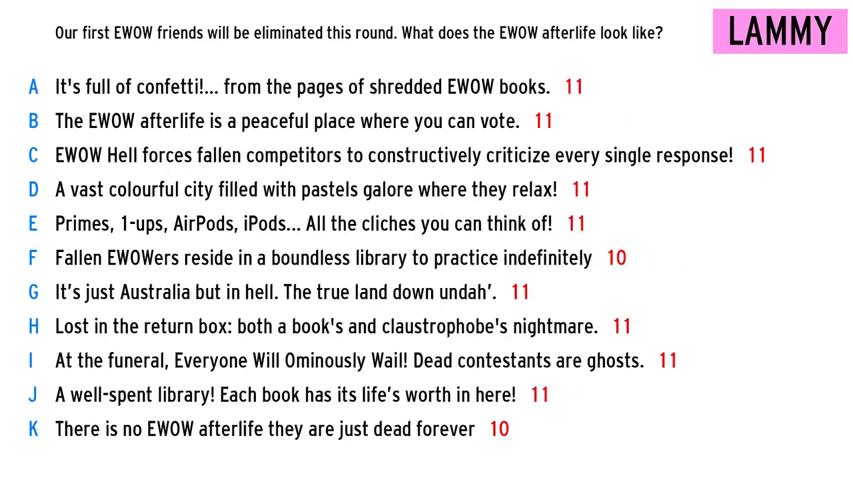 Our first EWOW friends will be eliminated this round. What does the EWOW afterlife look like?
LAMMY
A It's full of confetti!... from the pages of shredded EWOW books. 11
B The EWOW afterlife is a peaceful place where you can vote. 11
C EWOW Hell forces fallen competitors to constructively criticize every single response! 11
D A vast colourful city filled with pastels galore where they relax! 11
E Primes, 1-ups, AirPods, iPods... All the cliches you can think of! 11
F Fallen EWOWers reside in a boundless library to practice indefinitely 10
G It’s just Australia but in hell. The true land down undah’. 11
H Lost in the return box: both a book's and claustrophobe's nightmare. 11
I At the funeral, Everyone Will Ominously Wail! Dead contestants are ghosts. 11
J A well-spent library! Each book has its life’s worth in here! 11
K There is no EWOW afterlife they are just dead forever 10